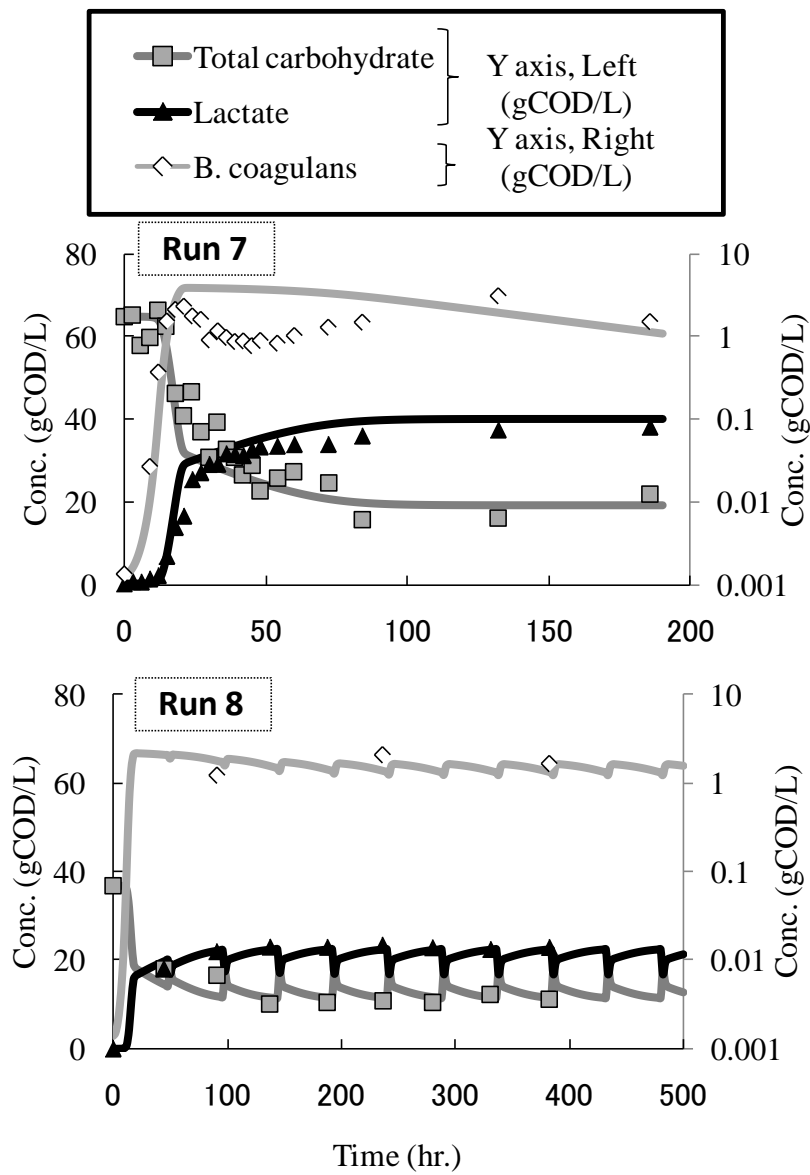 Total carbohydrate
Y axis, Left
(gCOD/L)
Lactate
B. coagulans
Y axis, Right
(gCOD/L)
Run 7
80
60
40
20
0
Conc. (gCOD/L)
10
1
0.1
0.01
0.001
Conc. (gCOD/L)
0 50 100 150 200
Run 8
80
60
40
20
0
Conc. (gCOD/L)
10
1
0.1
0.01
0.001
Conc. (gCOD/L)
0 100 200 300 400 500
Time (hr.)